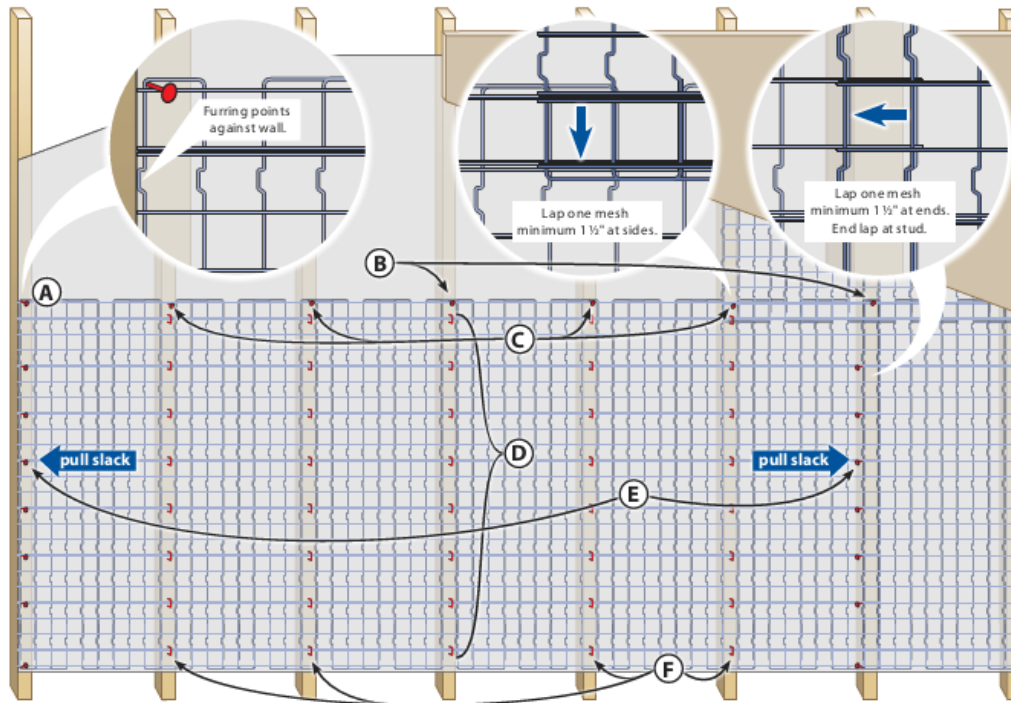 Furring points
against wall.
Lap one mesh
minimum 1 ½" at sides.
Lap one mesh
minimum 1 ½" at ends.
End lap at stud.
B
A
C
D
pull slack
pull slack
E
F